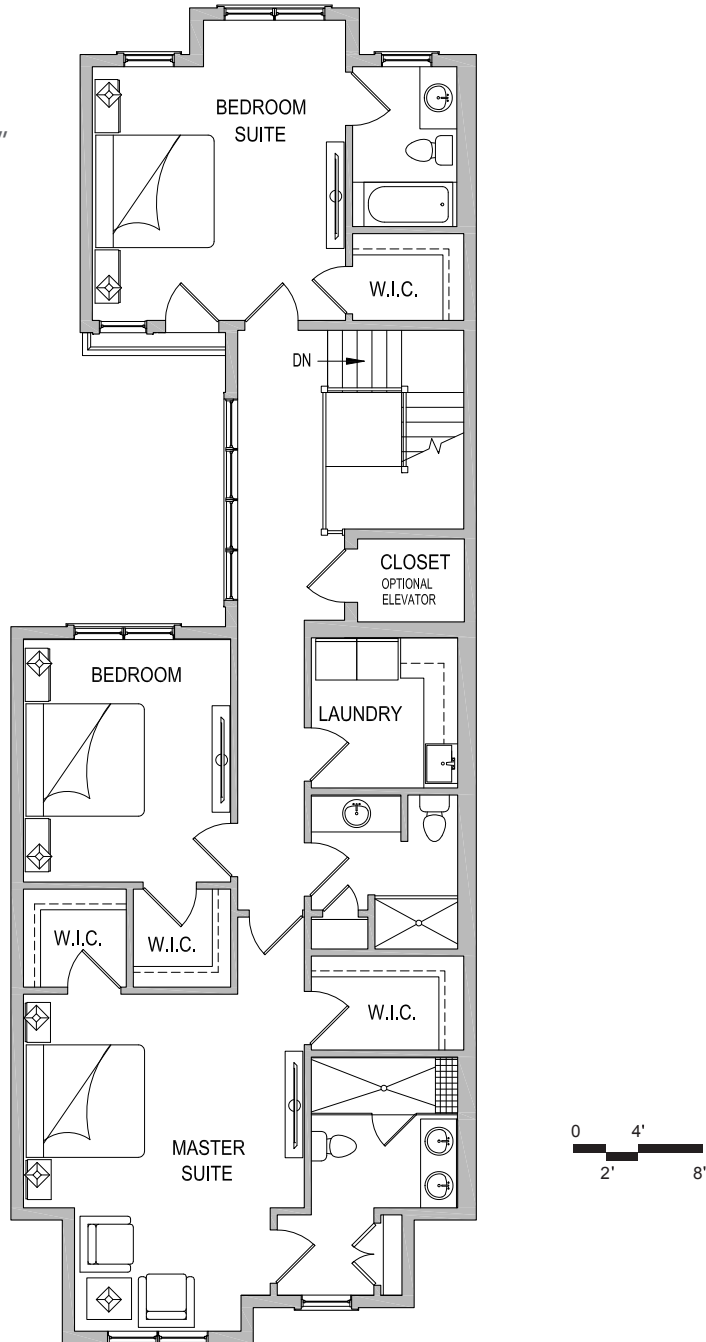 BEDROOM
SUITE
"
W.I.C.
DN
CLOSET
OPTIONAL
ELEVATOR
BEDROOM
LAUNDRY
W.I.C.
W.I.C.
W.I.C.
MASTER
SUITE
0 4'
2' 8'